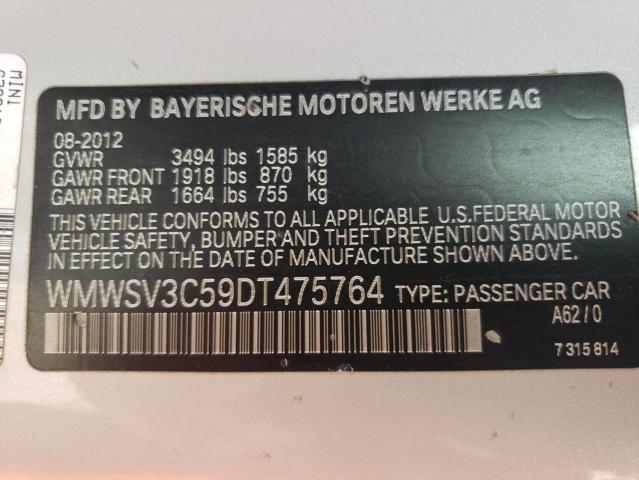 MINI
MFD BY BAYERISCHE MOTOREN WERKE AG
08-2012
GVWR 3494 lbs 1585 kg
GAWR FRONT 1918 lbs 870 kg
GAWR REAR 1664 lbs 755 kg
THIS VEHICLE CONFORMS TO ALL APPLICABLE U.S.FEDERAL MOTOR
VEHICLE SAFETY, BUMPER AND THEFT PREVENTION STANDARDS
IN EFFECT ON THE DATE OF MANUFACTURE SHOWN ABOVE.
WMWSV3C59DT475764 TYPE: PASSENGER CAR
A62/0
7315814